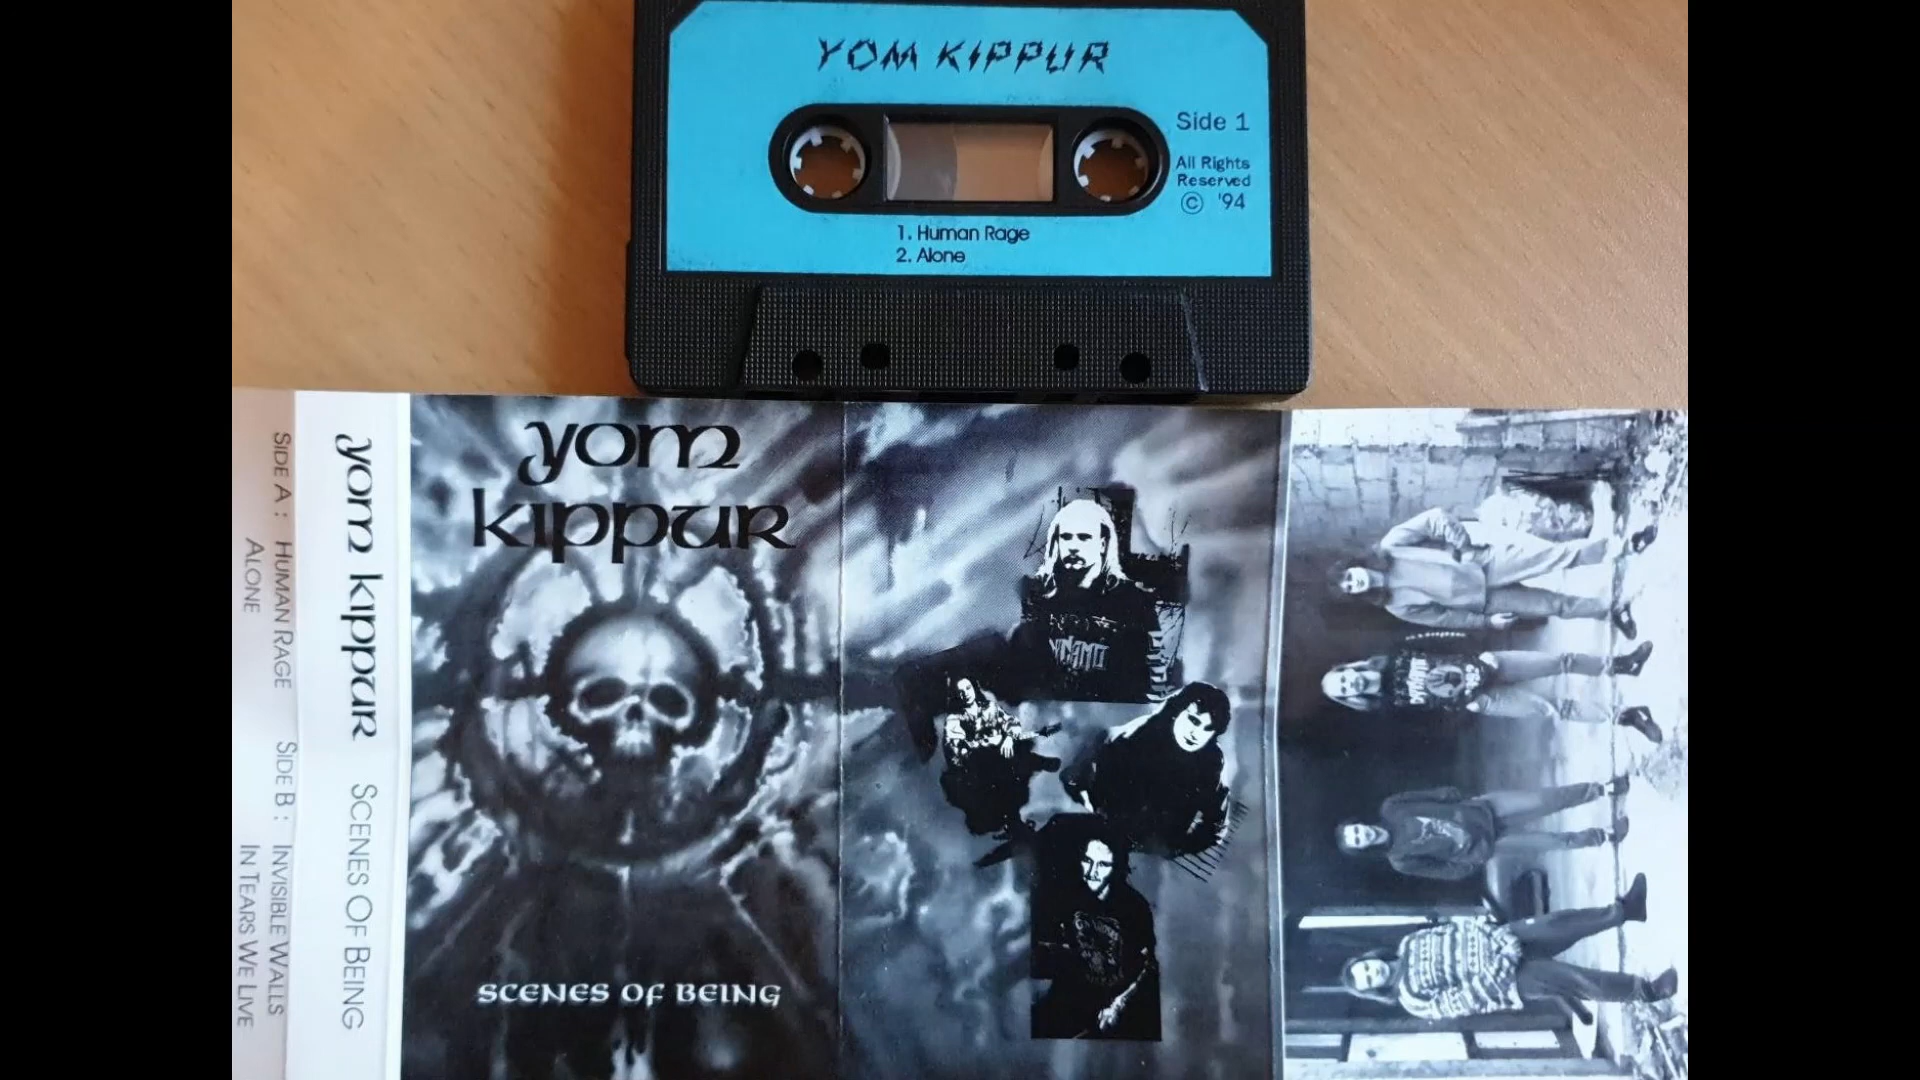 YOM KIPPUR
Side 1
All Rights
Reserved
© '94
1. Human Rage
2. Alone
yom
kippur
SCENES OF BEING
yom kippur SCENES OF BEING
SIDE A: HUMAN RAGE SIDE B: INVISIBLE WALLS
ALONE IN TEARS WE LIVE